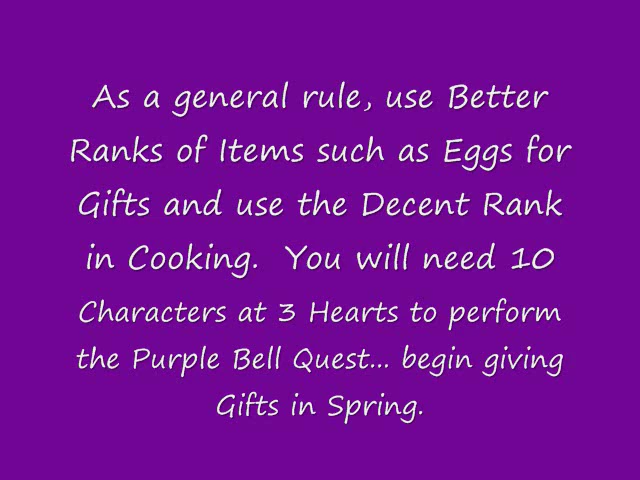 As a general rule, use Better
Ranks of Items such as Eggs for
Gifts and use the Decent Rank
in Cooking.  You will need 10
Characters at 3 Hearts to perform
the Purple Bell Quest... begin giving
Gifts in Spring.